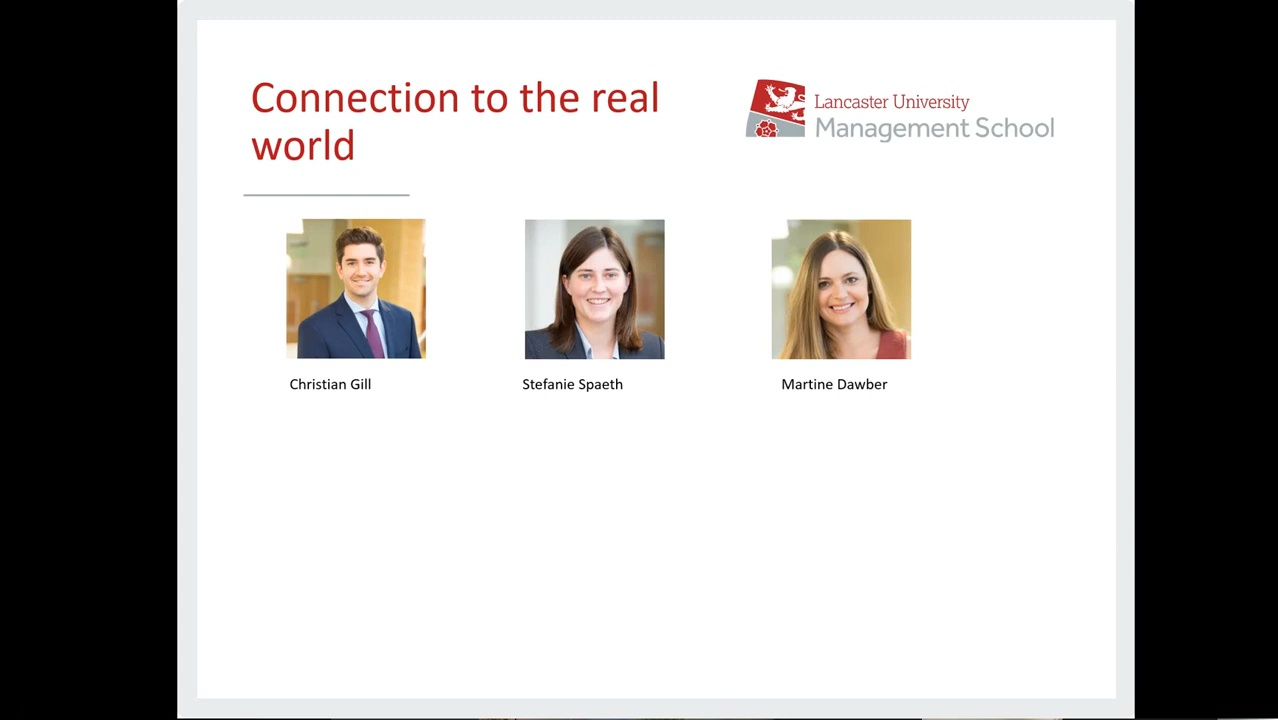 Connection to the real
world
Lancaster University
Management School
Christian Gill
Stefanie Spaeth
Martine Dawber